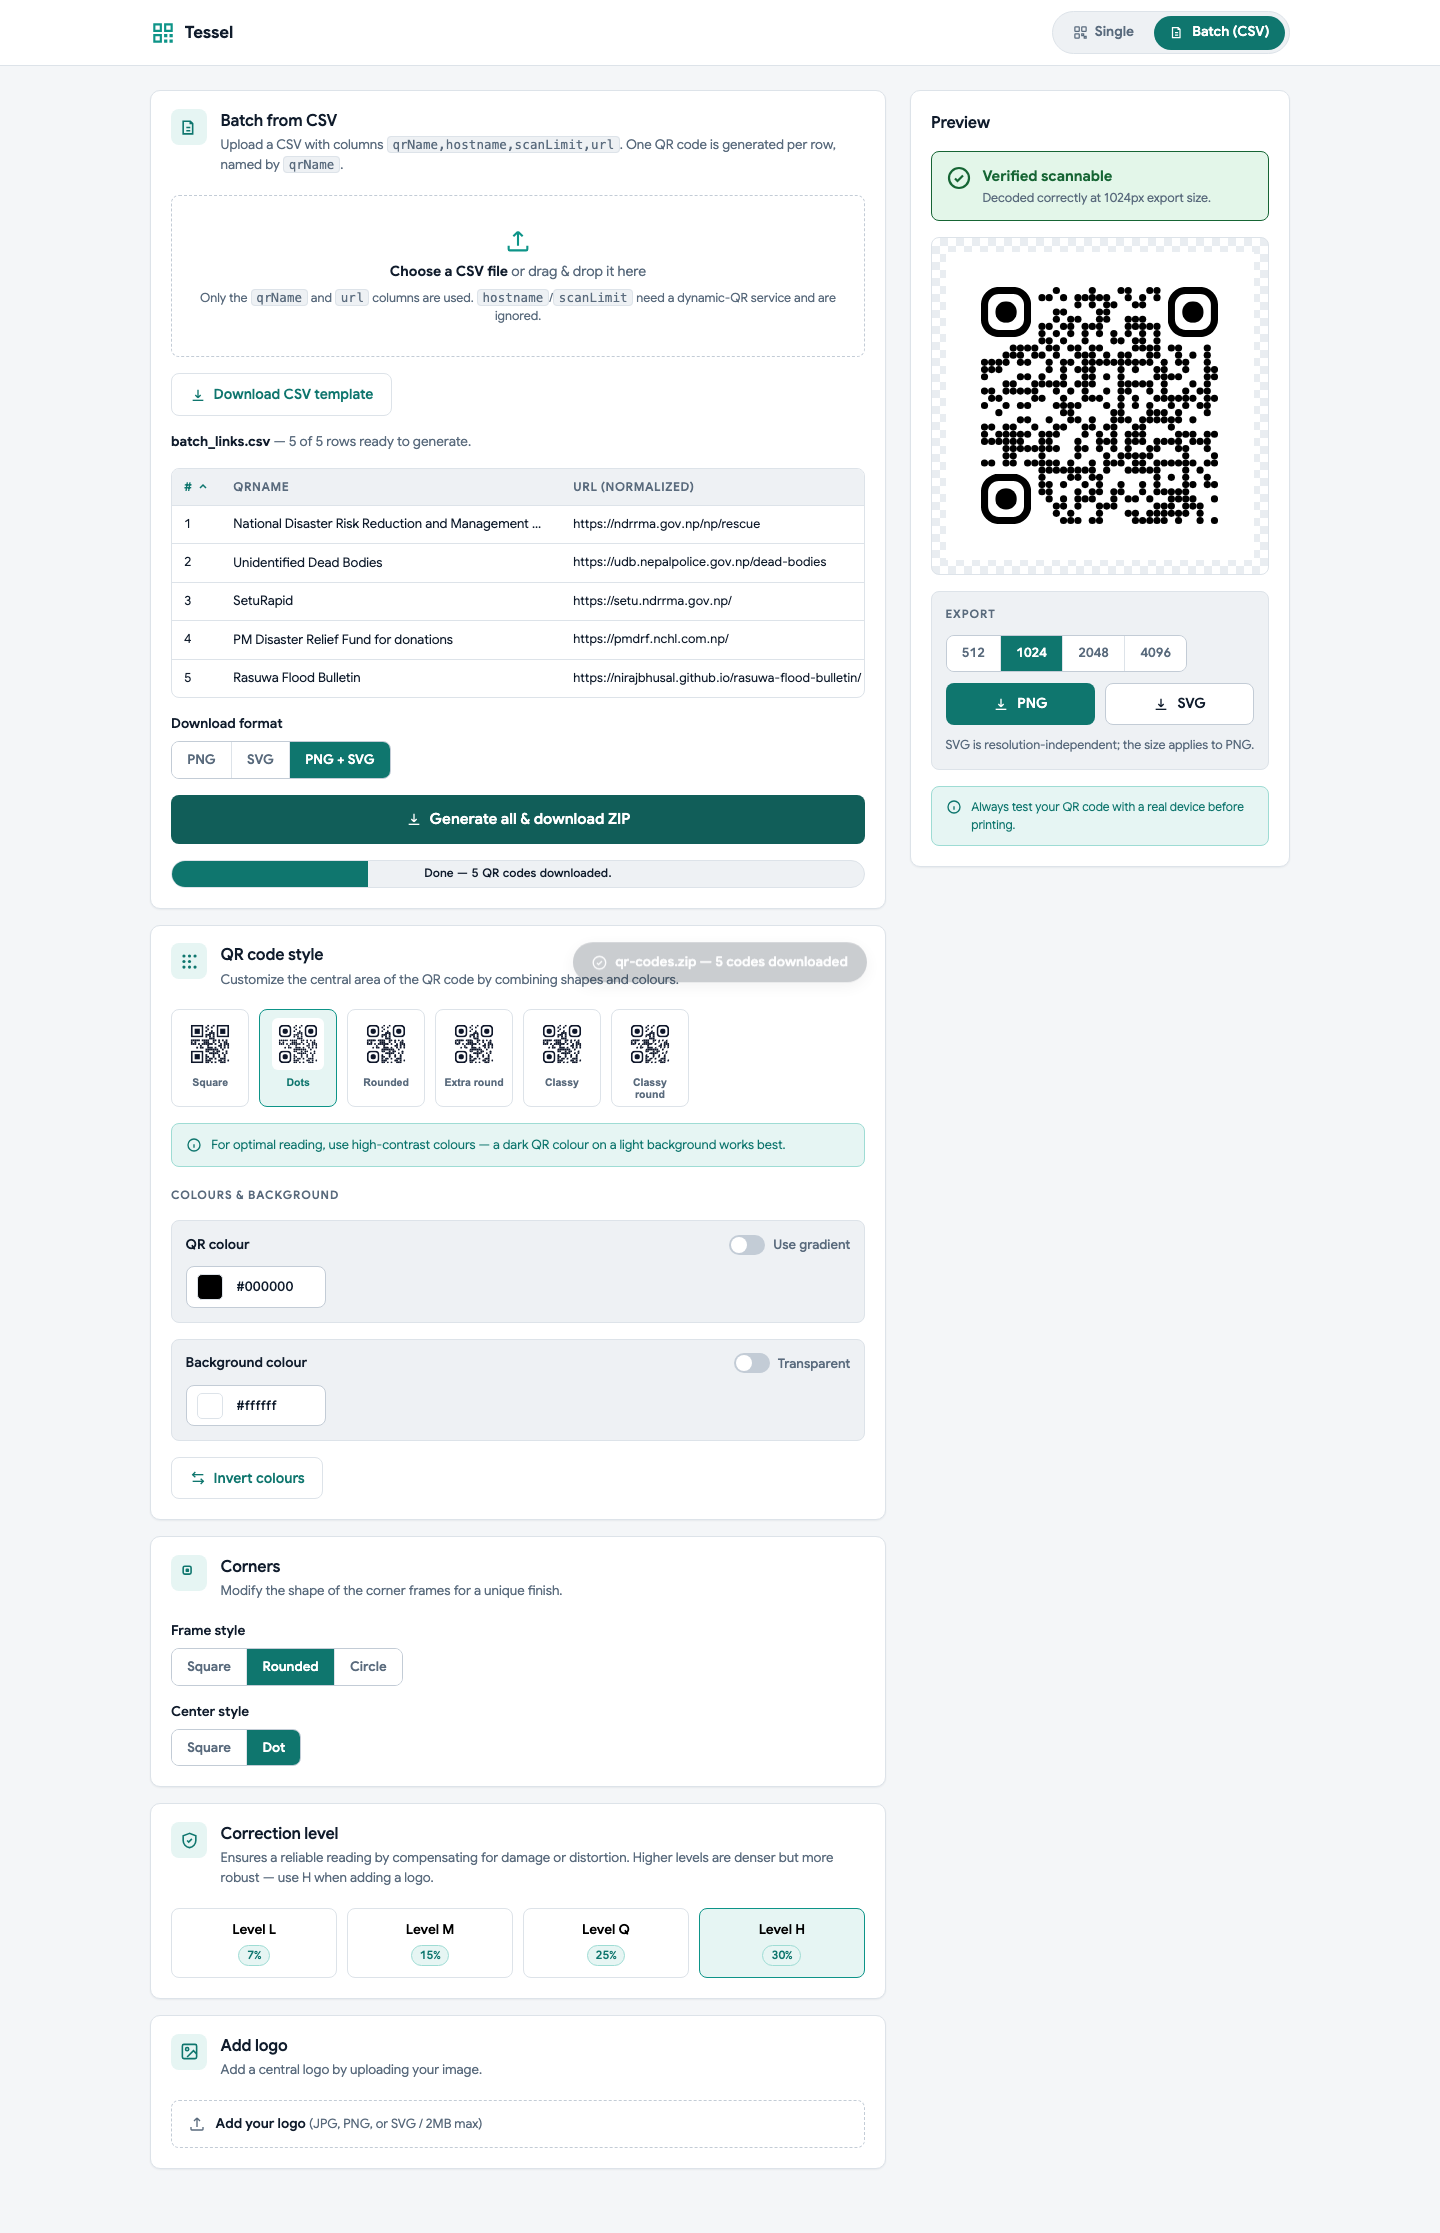 Tessel
Single
Batch (CSV)
Batch from CSV
Upload a CSV with columns qrName,hostname,scanLimit,url. One QR code is generated per row,
named by qrName.
Choose a CSV file or drag & drop it here
Only the qrName and url columns are used. hostname/scanLimit need a dynamic-QR service and are
ignored.
Download CSV template
batch_links.csv — 5 of 5 rows ready to generate.
# QRNAME URL (NORMALIZED)
1 National Disaster Risk Reduction and Management ... https://ndrrma.gov.np/np/rescue
2 Unidentified Dead Bodies https://udb.nepalpolice.gov.np/dead-bodies
3 SetuRapid https://setu.ndrrma.gov.np/
4 PM Disaster Relief Fund for donations https://pmdrf.nchl.com.np/
5 Rasuwa Flood Bulletin https://nirajbhusal.github.io/rasuwa-flood-bulletin/
Download format
PNG SVG PNG + SVG
Generate all & download ZIP
Done — 5 QR codes downloaded.
QR code style
qr-codes.zip — 5 codes downloaded
Customize the central area of the QR code by combining shapes and colours.
Square
Dots
Rounded
Extra round
Classy
Classy
round
For optimal reading, use high-contrast colours — a dark QR colour on a light background works best.
COLOURS & BACKGROUND
QR colour
Use gradient
#000000
Background colour
Transparent
#ffffff
Invert colours
Corners
Modify the shape of the corner frames for a unique finish.
Frame style
Square Rounded Circle
Center style
Square Dot
Correction level
Ensures a reliable reading by compensating for damage or distortion. Higher levels are denser but more
robust — use H when adding a logo.
Level L
7%
Level M
15%
Level Q
25%
Level H
30%
Add logo
Add a central logo by uploading your image.
Add your logo (JPG, PNG, or SVG / 2MB max)
Preview
Verified scannable
Decoded correctly at 1024px export size.
EXPORT
512 1024 2048 4096
PNG
SVG
SVG is resolution-independent; the size applies to PNG.
Always test your QR code with a real device before
printing.